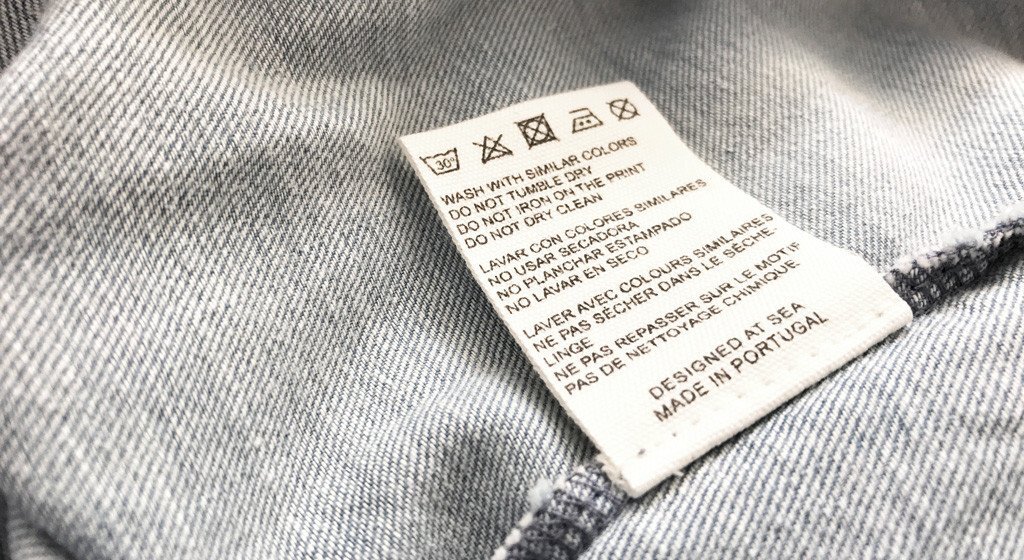 30°
WASH WITH SIMILAR COLORS
DO NOT TUMBLE DRY
DO NOT IRON ON THE PRINT
DO NOT DRY CLEAN
LAVAR CON COLORES SIMILARES
NO USAR SECADORA
NO PLANCHAR ESTAMPADO
NO LAVAR EN SECO
LAVER AVEC COLOURS SIMILAIRES
NE PAS SÉCHER DANS LE SÈCHE-
LINGE
NE PAS REPASSER SUR LE MOTIF
PAS DE NETTOYAGE CHIMIQUE
DESIGNED AT SEA
MADE IN PORTUGAL